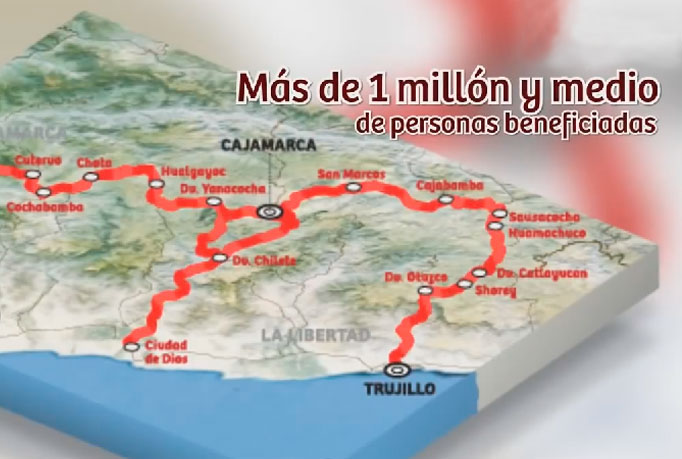 Más de 1 millón y medio
de personas beneficiadas
AMARCA
CAJAMARCA
Cutervo
Chota
Hualgayoc
San Marcos
Dv. Yanacocha
Cajabamba
Cochabamba
Sausacocha
Huamachuco
Dv. Chilete
Dv. Otuzco
Dv. Callayucan
Shorey
LA LIBERTAD
Ciudad
de Dios
TRUJILLO